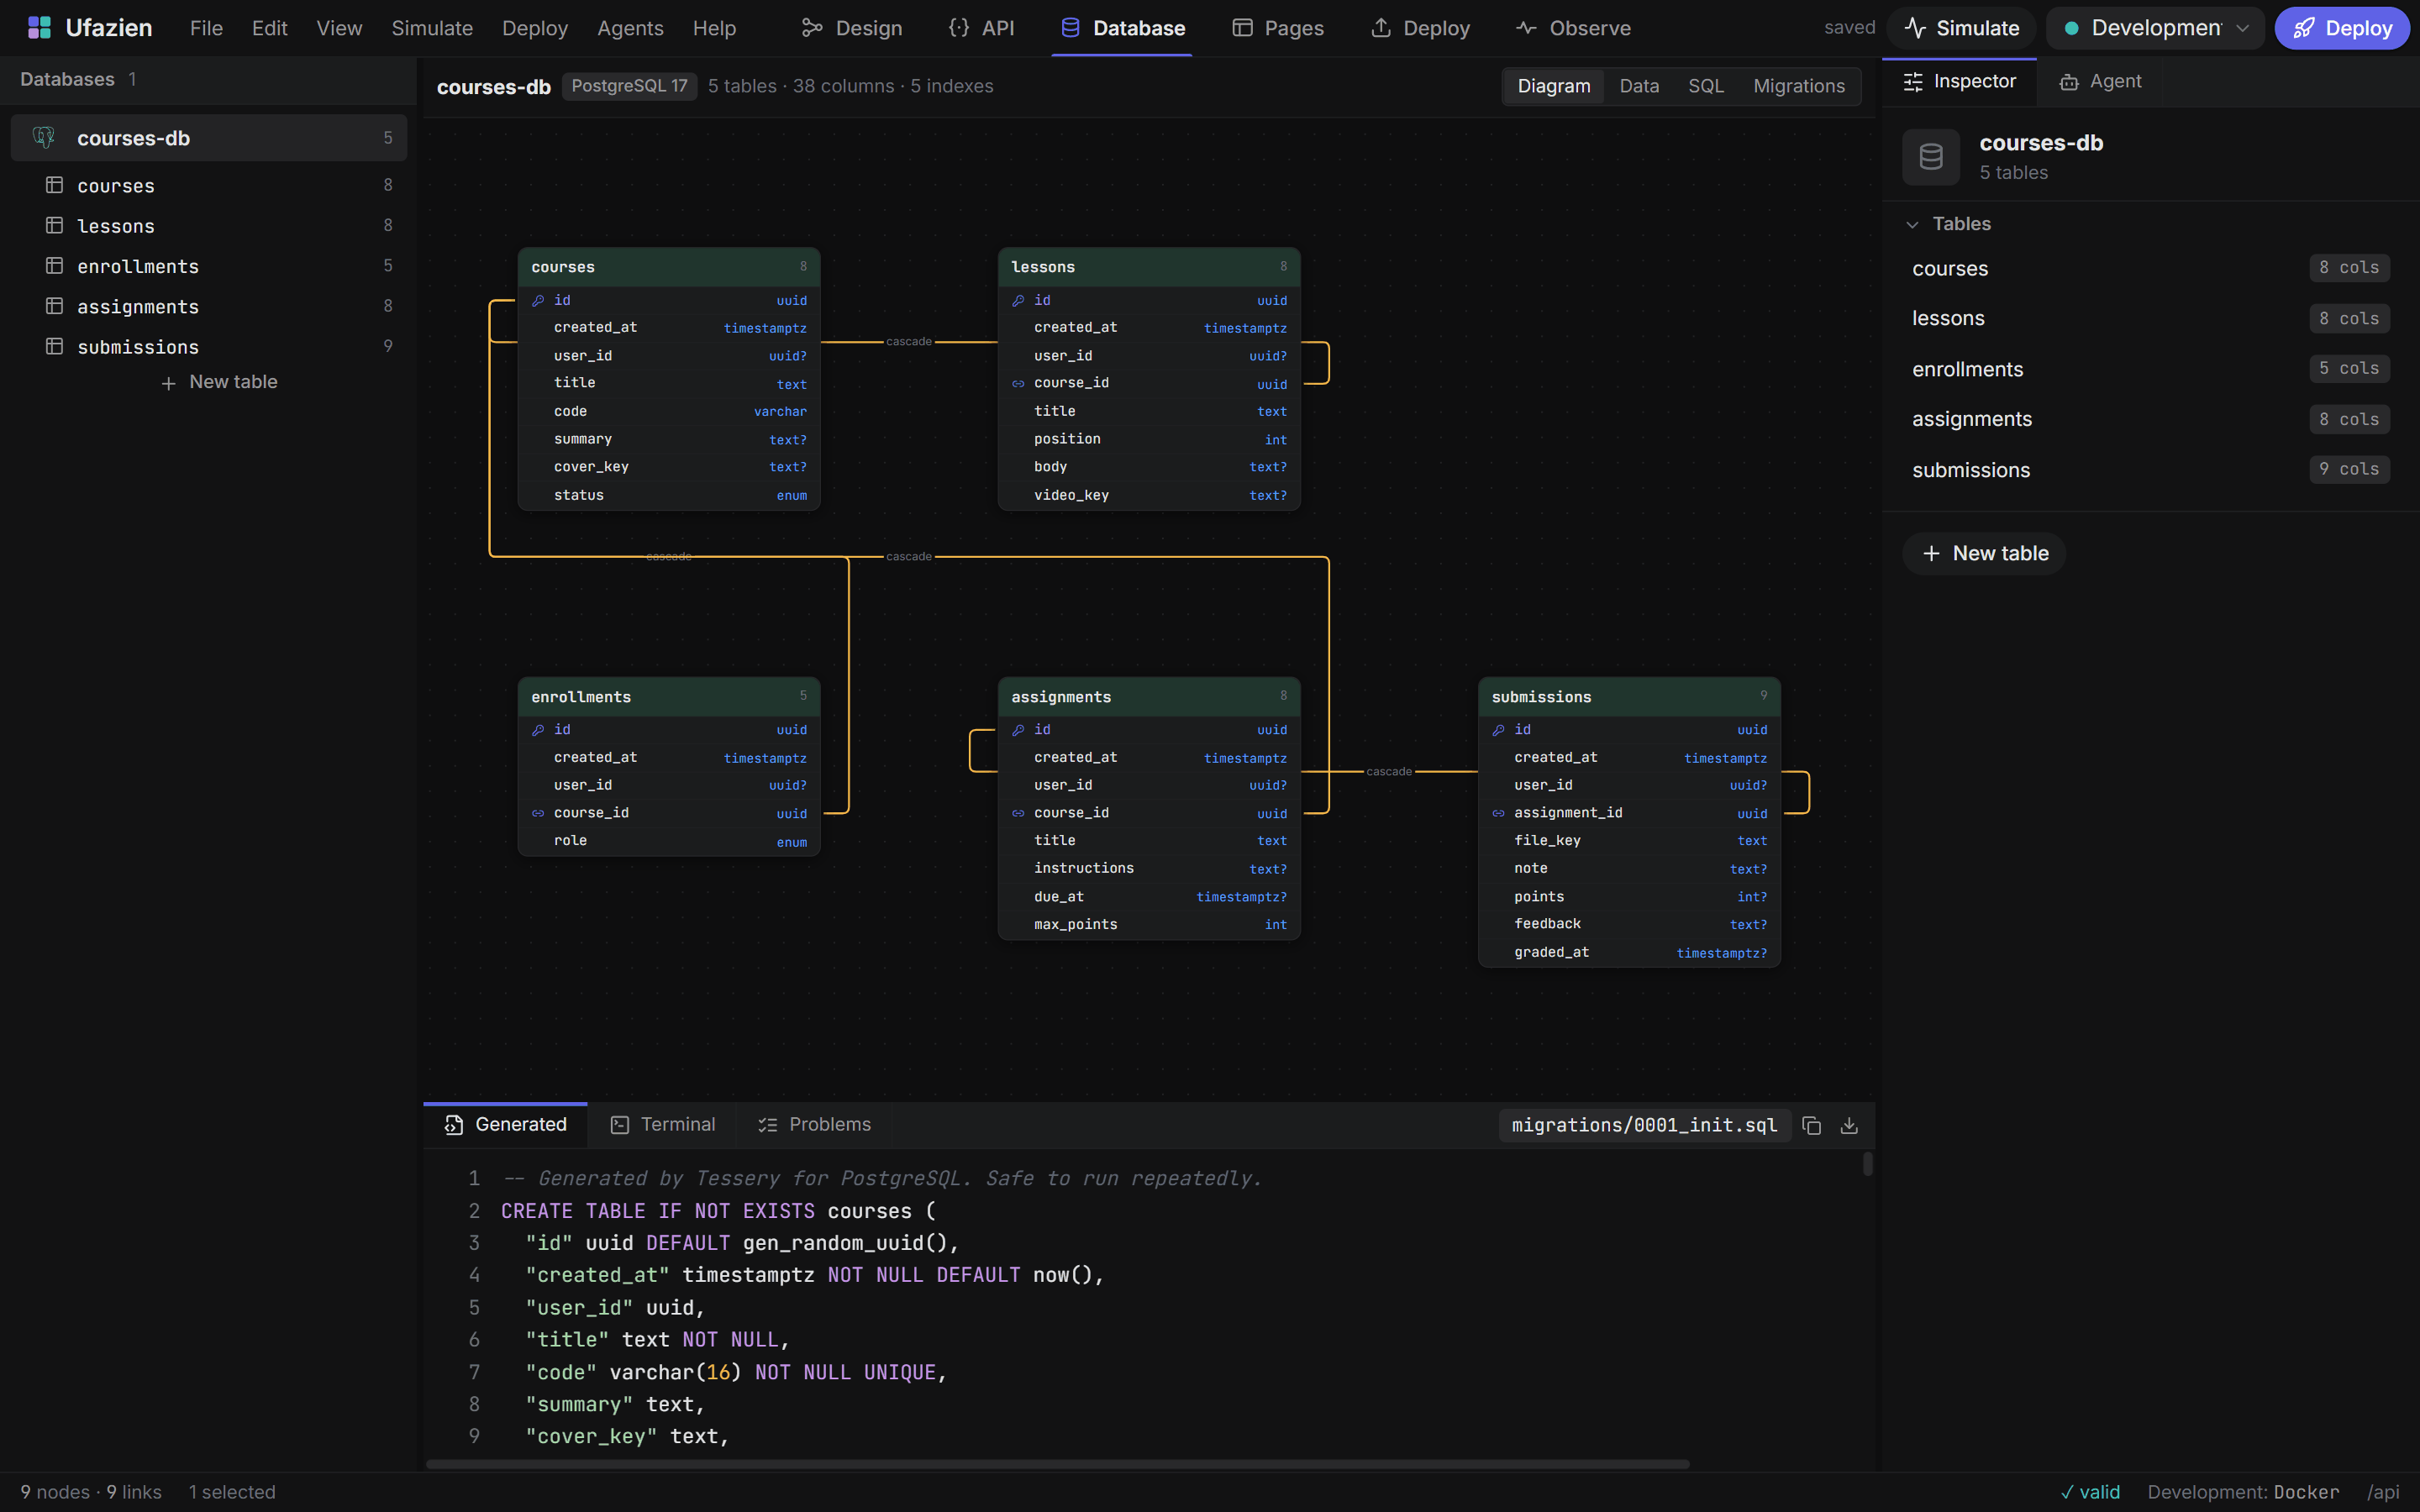 Ufazien File Edit View Simulate Deploy Agents Help Design API Database Pages Deploy Observe saved Simulate Development Deploy
Databases 1
courses-db 5
courses 8
lessons 8
enrollments 5
assignments 8
submissions 9
+ New table
courses-db PostgreSQL 17 5 tables · 38 columns · 5 indexes Diagram Data SQL Migrations
courses 8
id uuid
created_at timestamptz
user_id uuid?
title text
code varchar
summary text?
cover_key text?
status enum
cascade
lessons 8
id uuid
created_at timestamptz
user_id uuid?
course_id uuid
title text
position int
body text?
video_key text?
cascade
cascade
enrollments 5
id uuid
created_at timestamptz
user_id uuid?
course_id uuid
role enum
assignments 8
id uuid
created_at timestamptz
user_id uuid?
course_id uuid
title text
instructions text?
due_at timestamptz?
max_points int
cascade
submissions 9
id uuid
created_at timestamptz
user_id uuid?
assignment_id uuid
file_key text
note text?
points int?
feedback text?
graded_at timestamptz?
Generated Terminal Problems migrations/0001_init.sql
1 -- Generated by Tessery for PostgreSQL. Safe to run repeatedly.
2 CREATE TABLE IF NOT EXISTS courses (
3 "id" uuid DEFAULT gen_random_uuid(),
4 "created_at" timestamptz NOT NULL DEFAULT now(),
5 "user_id" uuid,
6 "title" text NOT NULL,
7 "code" varchar(16) NOT NULL UNIQUE,
8 "summary" text,
9 "cover_key" text,
Inspector Agent
courses-db
5 tables
Tables
courses 8 cols
lessons 8 cols
enrollments 5 cols
assignments 8 cols
submissions 9 cols
+ New table
9 nodes · 9 links 1 selected ✓ valid Development: Docker /api